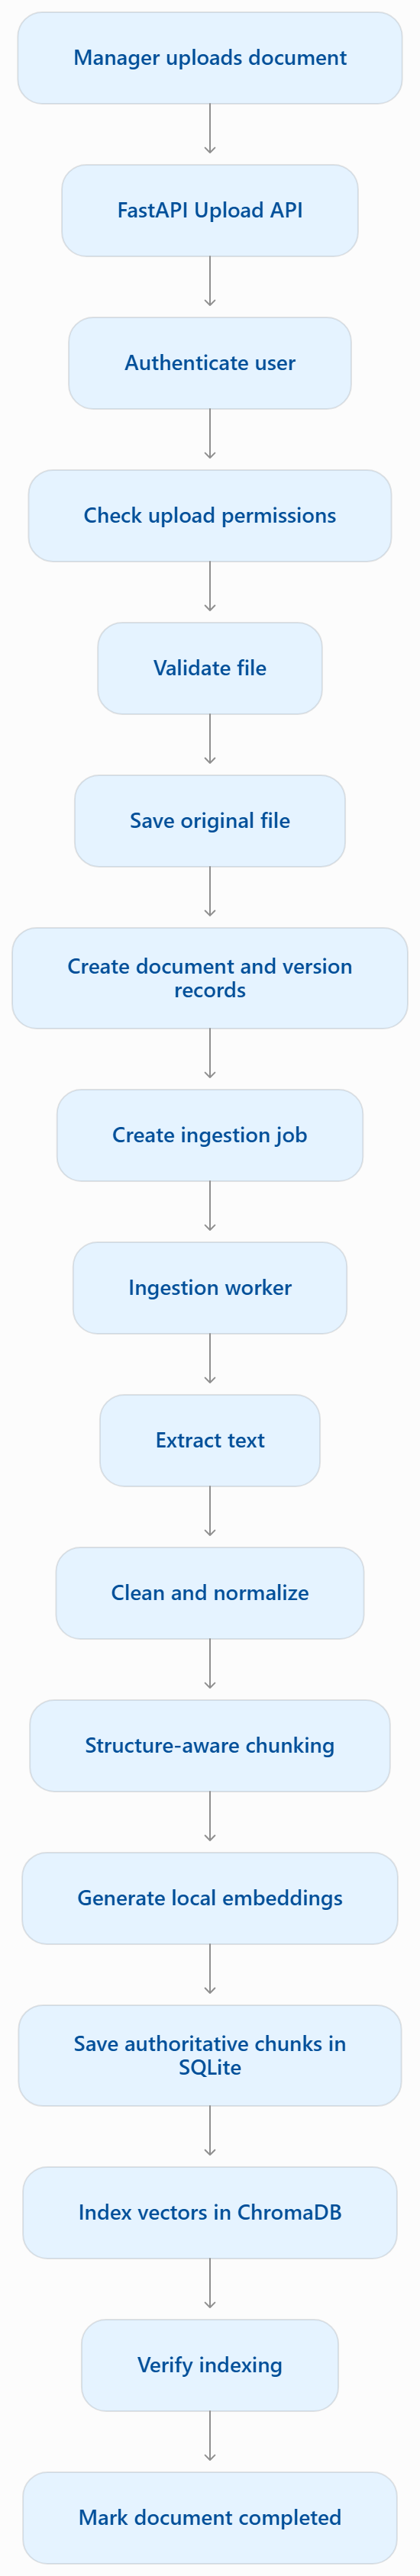 Manager uploads document
FastAPI Upload API
Authenticate user
Check upload permissions
Validate file
Save original file
Create document and version
records
Create ingestion job
Ingestion worker
Extract text
Clean and normalize
Structure-aware chunking
Generate local embeddings
Save authoritative chunks in
SQLite
Index vectors in ChromaDB
Verify indexing
Mark document completed